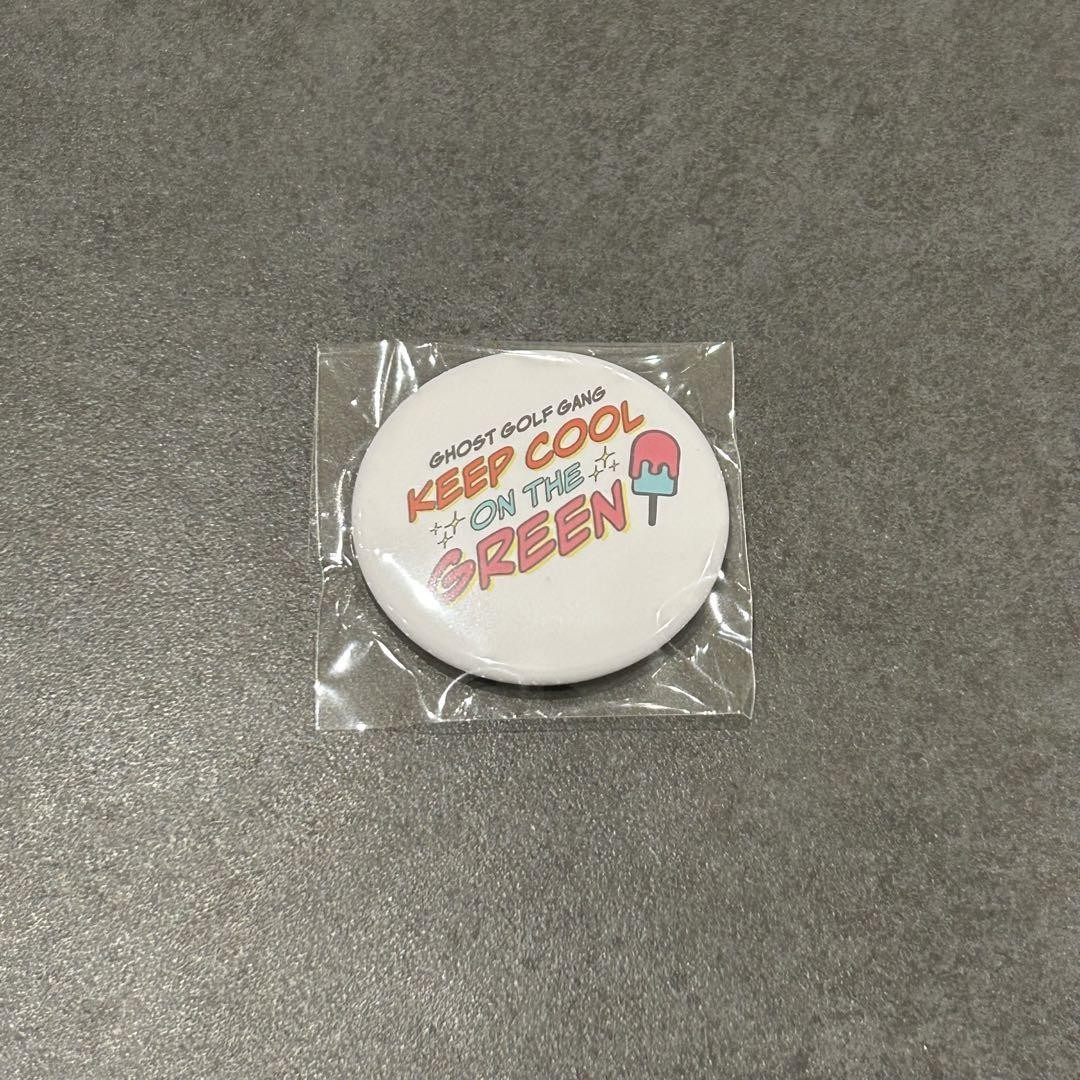 GHOST GOLF GANG
KEEP COOL
ON THE
GREEN